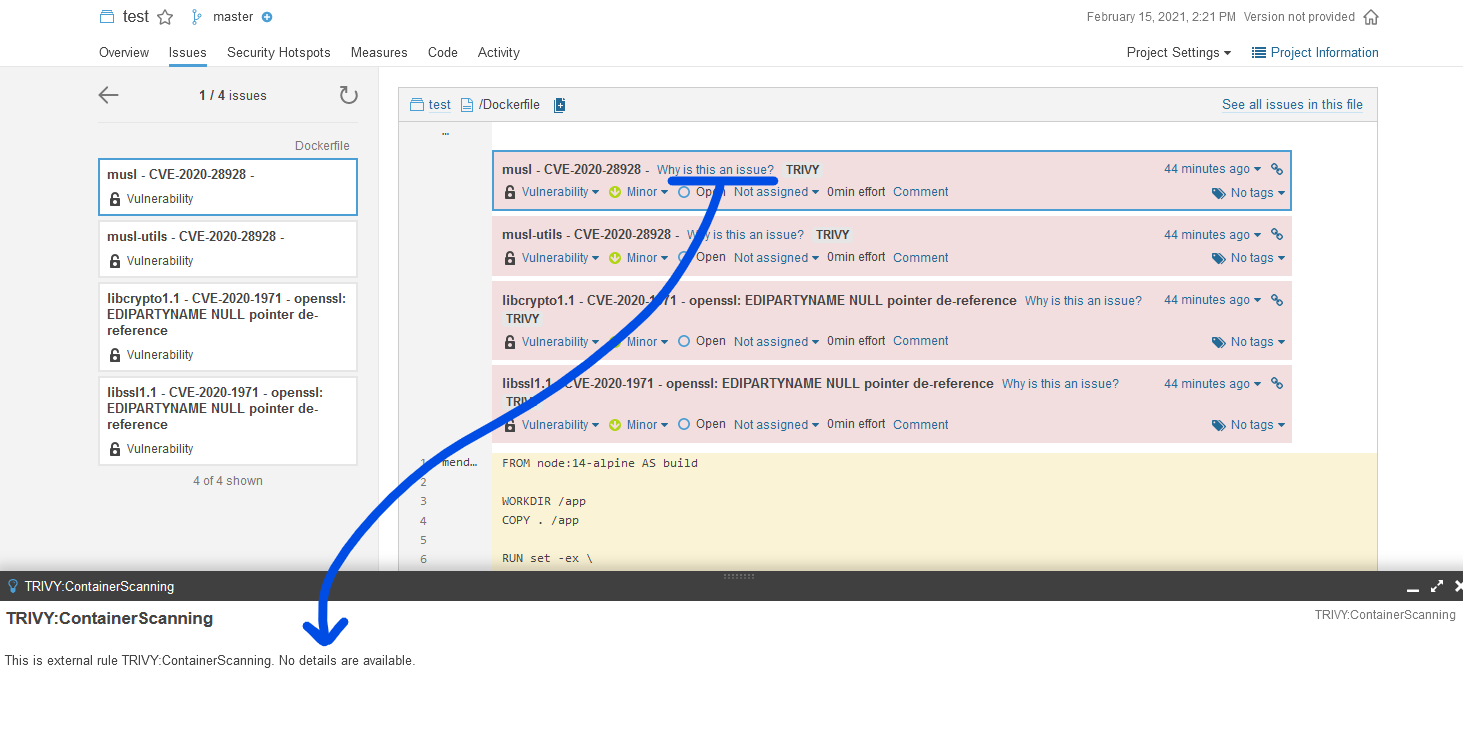 test master
February 15, 2021, 2:21 PM Version not provided
Overview Issues Security Hotspots Measures Code Activity
Project Settings Project Information
1 / 4 issues
Dockerfile
musl - CVE-2020-28928 -
Vulnerability
musl-utils - CVE-2020-28928 -
Vulnerability
libcrypto1.1 - CVE-2020-1971 - openssl:
EDIPARTYNAME NULL pointer de-
reference
Vulnerability
libssl1.1 - CVE-2020-1971 - openssl:
EDIPARTYNAME NULL pointer de-
reference
Vulnerability
4 of 4 shown
test /Dockerfile See all issues in this file
...
musl - CVE-2020-28928 - Why is this an issue? TRIVY 44 minutes ago
Vulnerability Minor Open Not assigned 0min effort Comment No tags
musl-utils - CVE-2020-28928 - Why is this an issue? TRIVY 44 minutes ago
Vulnerability Minor Open Not assigned 0min effort Comment No tags
libcrypto1.1 - CVE-2020-1971 - openssl: EDIPARTYNAME NULL pointer de-reference Why is this an issue? 44 minutes ago
TRIVY
Vulnerability Minor Open Not assigned 0min effort Comment No tags
libssl1.1 - CVE-2020-1971 - openssl: EDIPARTYNAME NULL pointer de-reference Why is this an issue? 44 minutes ago
TRIVY
Vulnerability Minor Open Not assigned 0min effort Comment No tags
1 mend... FROM node:14-alpine AS build
2
3 WORKDIR /app
4 COPY . /app
5
6 RUN set -ex \
TRIVY:ContainerScanning
TRIVY:ContainerScanning TRIVY:ContainerScanning
This is external rule TRIVY:ContainerScanning. No details are available.